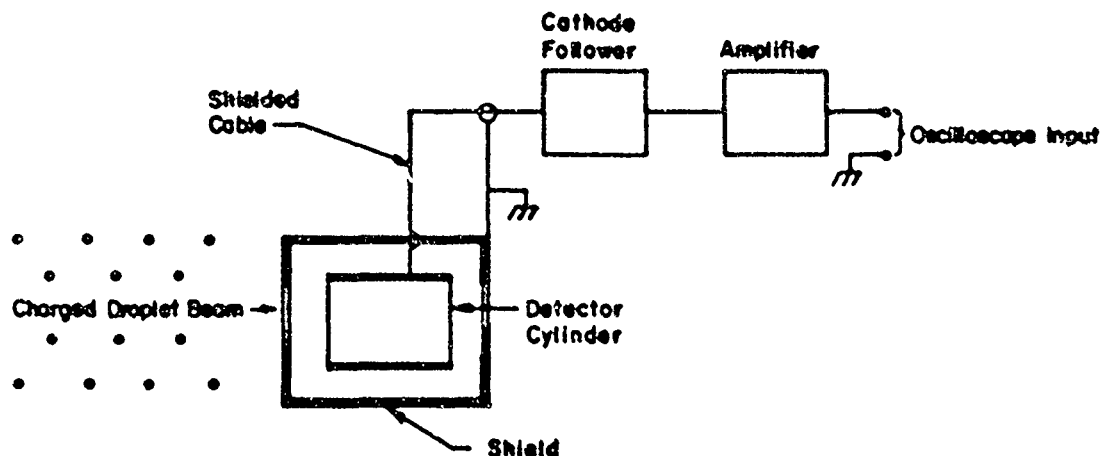 Cathode
Follower
Amplifier
Shielded
Cable
Oscilloscope Input
Charged Droplet Beam
Detector
Cylinder
Shield